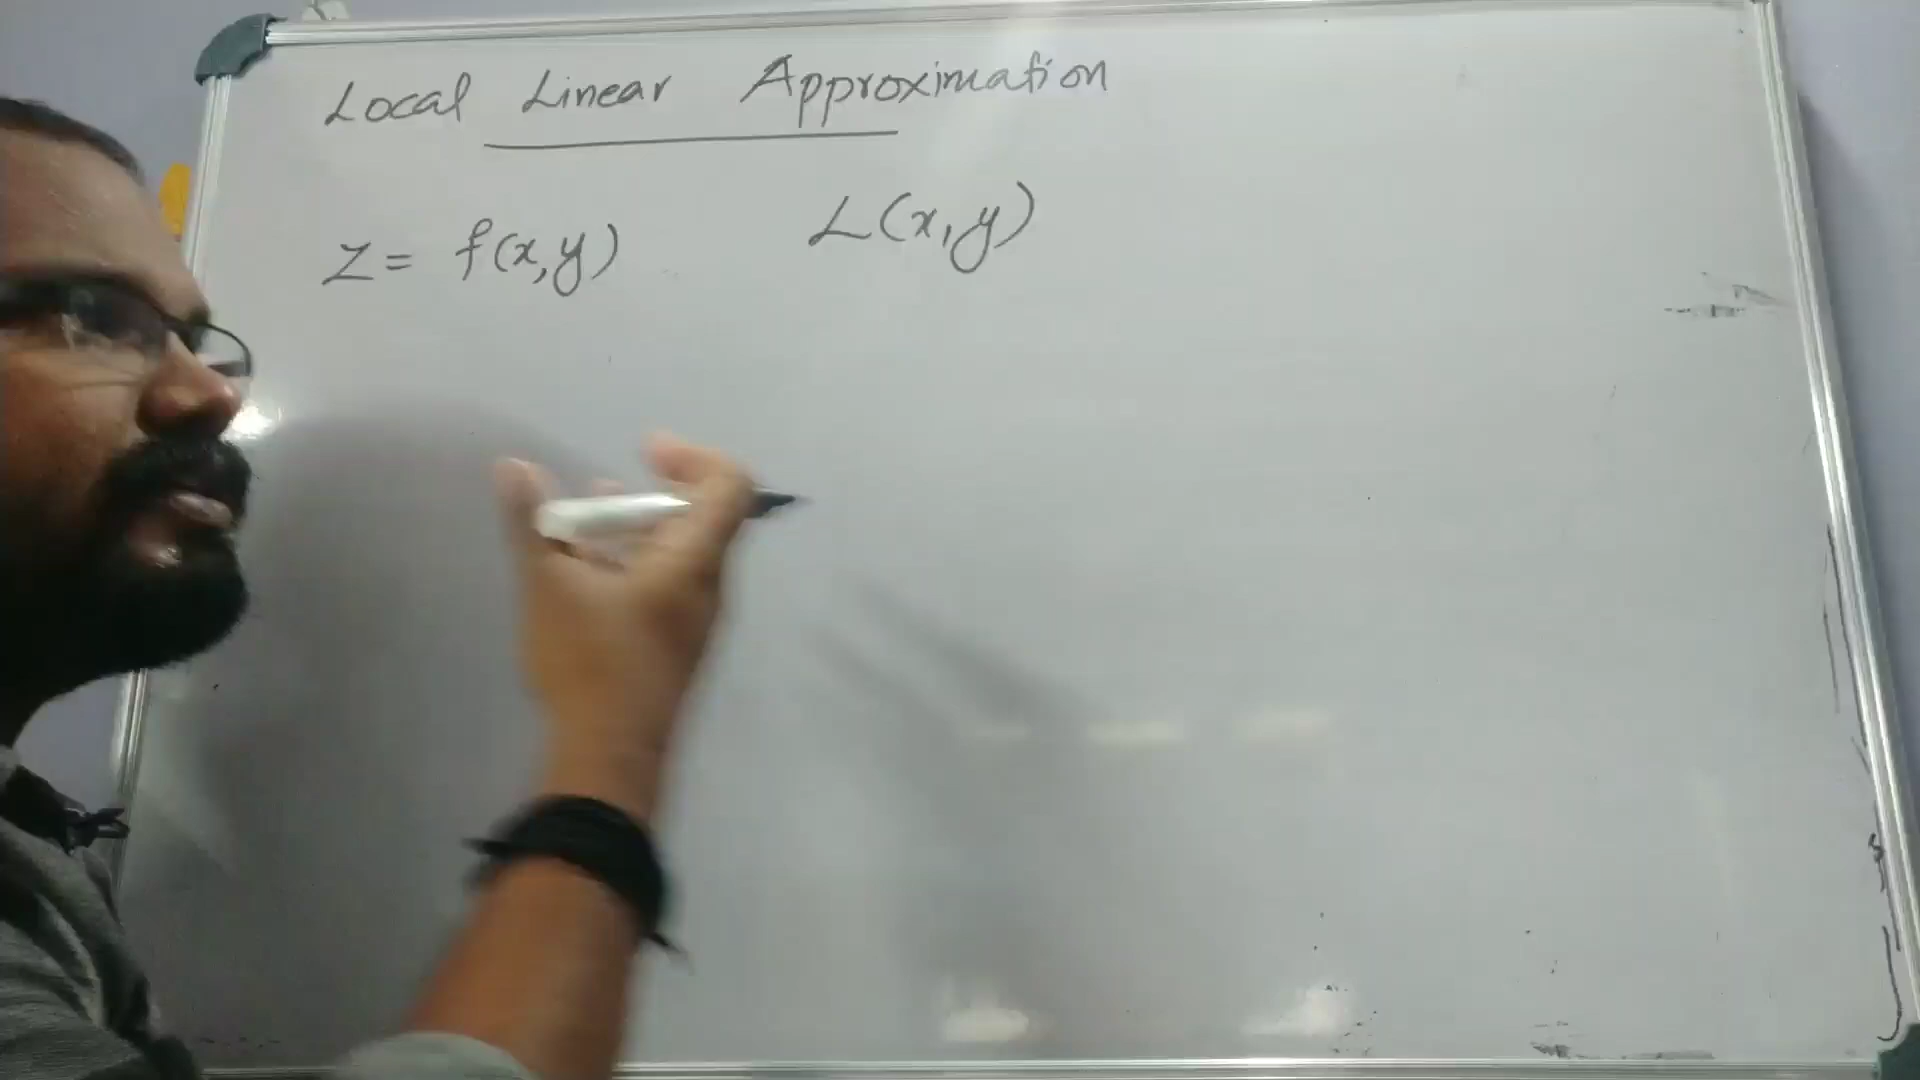 Local Linear Approximation
z = f(x,y) L(x,y)